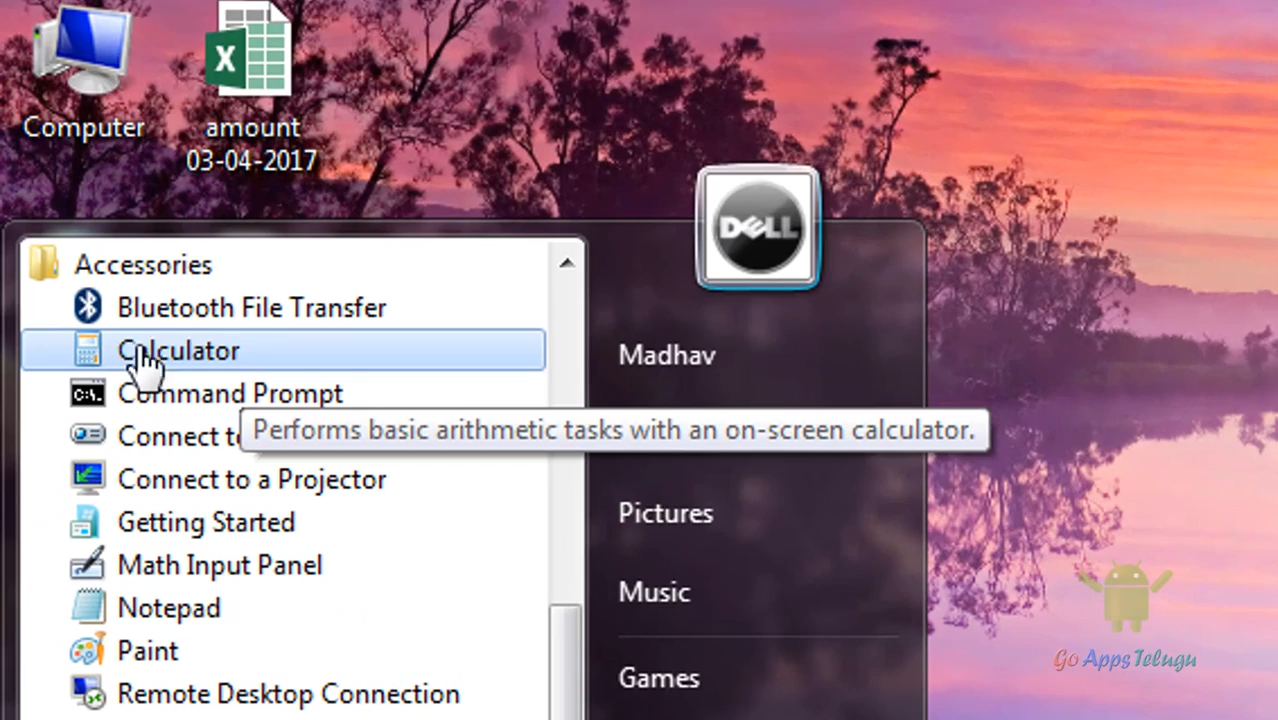 Computer
amount
03-04-2017
DELL
Accessories
Bluetooth File Transfer
Calculator
Command Prompt
Performs basic arithmetic tasks with an on-screen calculator.
Connect to
Connect to a Projector
Getting Started
Math Input Panel
Notepad
Paint
Remote Desktop Connection
Madhav
Pictures
Music
Games
Go Apps Telugu